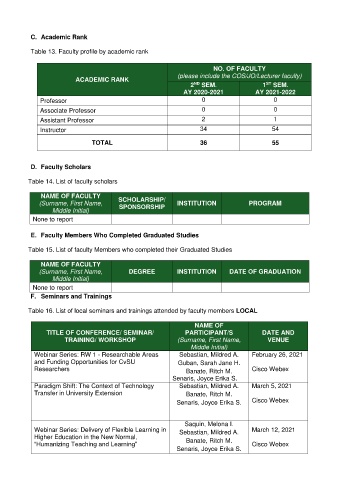 C. Academic Rank
Table 13. Faculty profile by academic rank
ACADEMIC RANK
NO. OF FACULTY
(please include the COS/JO/Lecturer faculty)
2ND SEM.
AY 2020-2021
1ST SEM.
AY 2021-2022
Professor 0 0
Associate Professor 0 0
Assistant Professor 2 1
Instructor 34 54
TOTAL 36 55
D. Faculty Scholars
Table 14. List of faculty scholars
NAME OF FACULTY
(Surname, First Name,
Middle Initial)
SCHOLARSHIP/
SPONSORSHIP
INSTITUTION
PROGRAM
None to report
E. Faculty Members Who Completed Graduated Studies
Table 15. List of faculty Members who completed their Graduated Studies
NAME OF FACULTY
(Surname, First Name,
Middle Initial)
DEGREE
INSTITUTION
DATE OF GRADUATION
None to report
F. Seminars and Trainings
Table 16. List of local seminars and trainings attended by faculty members LOCAL
TITLE OF CONFERENCE/ SEMINAR/
TRAINING/ WORKSHOP
NAME OF
PARTICIPANT/S
(Surname, First Name,
Middle Initial)
DATE AND
VENUE
Webinar Series: RW 1 - Researchable Areas
and Funding Opportunities for CvSU
Researchers
Sebastian, Mildred A.
Guban, Sarah Jane H.
Banate, Ritch M.
Senaris, Joyce Erika S.
February 26, 2021
Cisco Webex
Paradigm Shift: The Context of Technology
Transfer in University Extension
Sebastian, Mildred A.
Banate, Ritch M.
Senaris, Joyce Erika S.
March 5, 2021
Cisco Webex
Webinar Series: Delivery of Flexible Learning in
Higher Education in the New Normal,
"Humanizing Teaching and Learning"
Saquin, Melona I.
Sebastian, Mildred A.
Banate, Ritch M.
Senaris, Joyce Erika S.
March 12, 2021
Cisco Webex